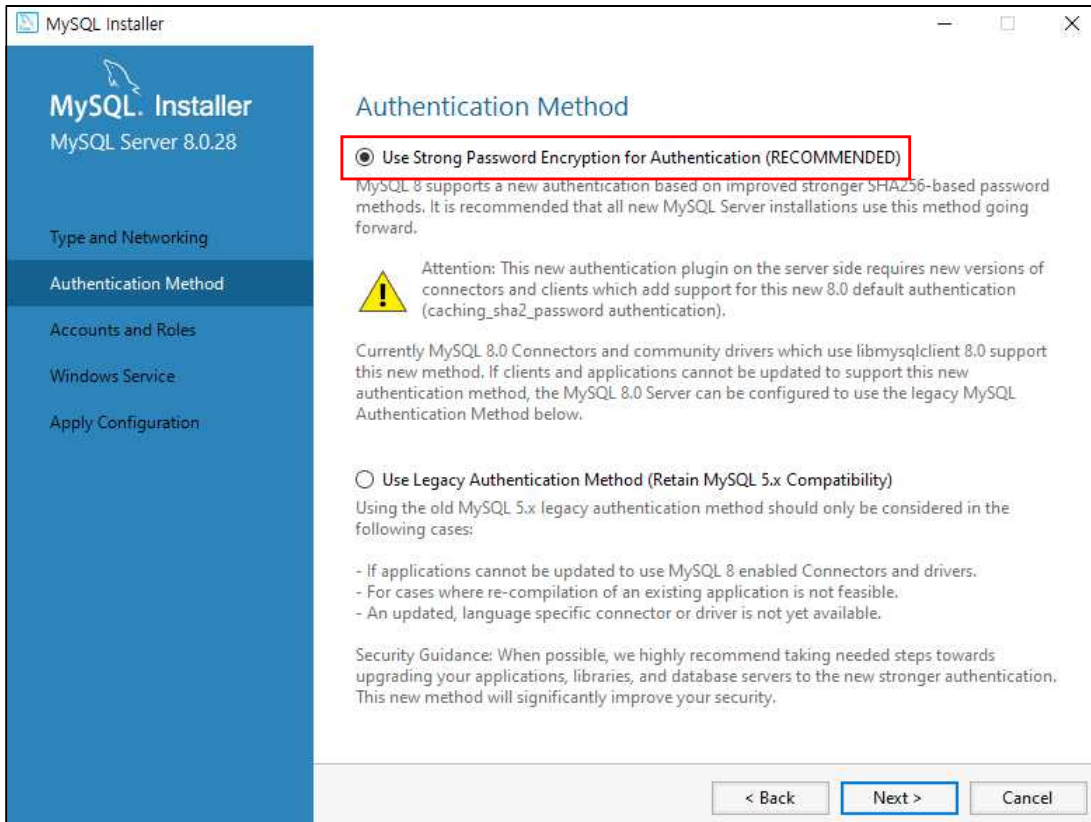 MySQL Installer
MySQL. Installer
MySQL Server 8.0.28
Type and Networking
Authentication Method
Accounts and Roles
Windows Service
Apply Configuration
Authentication Method
Use Strong Password Encryption for Authentication (RECOMMENDED)
MySQL 8 supports a new authentication based on improved stronger SHA256-based password
methods. It is recommended that all new MySQL Server installations use this method going
forward.
Attention: This new authentication plugin on the server side requires new versions of
connectors and clients which add support for this new 8.0 default authentication
(caching_sha2_password authentication).
Currently MySQL 8.0 Connectors and community drivers which use libmysqlclient 8.0 support
this new method. If clients and applications cannot be updated to support this new
authentication method, the MySQL 8.0 Server can be configured to use the legacy MySQL
Authentication Method below.
Use Legacy Authentication Method (Retain MySQL 5.x Compatibility)
Using the old MySQL 5.x legacy authentication method should only be considered in the
following cases:
- If applications cannot be updated to use MySQL 8 enabled Connectors and drivers.
- For cases where re-compilation of an existing application is not feasible.
- An updated, language specific connector or driver is not yet available.
Security Guidance: When possible, we highly recommend taking needed steps towards
upgrading your applications, libraries, and database servers to the new stronger authentication.
This new method will significantly improve your security.
< Back
Next >
Cancel